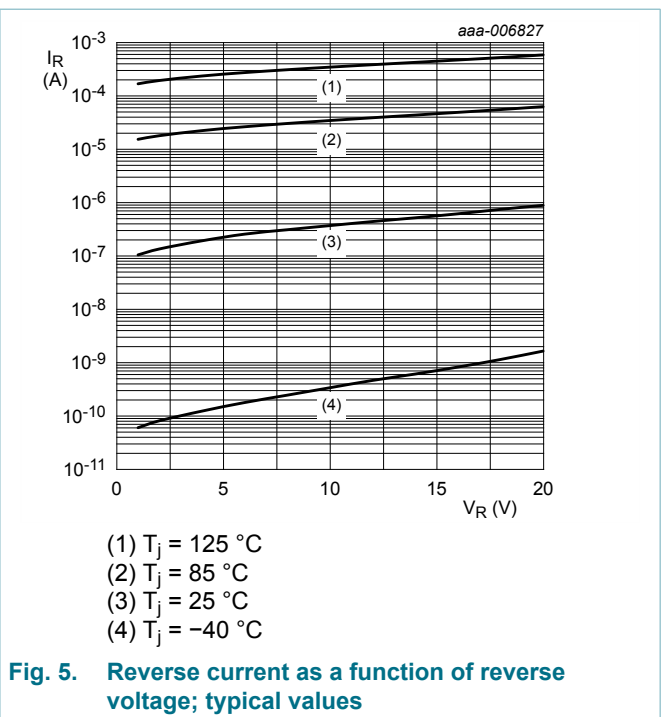 aaa-006827
I_R
(A)
10⁻³
10⁻⁴
10⁻⁵
10⁻⁶
10⁻⁷
10⁻⁸
10⁻⁹
10⁻¹⁰
10⁻¹¹
(1)
(2)
(3)
(4)
0 5 10 15 20
V_R (V)
(1) T_j = 125 °C
(2) T_j = 85 °C
(3) T_j = 25 °C
(4) T_j = −40 °C
Fig. 5. Reverse current as a function of reverse
voltage; typical values